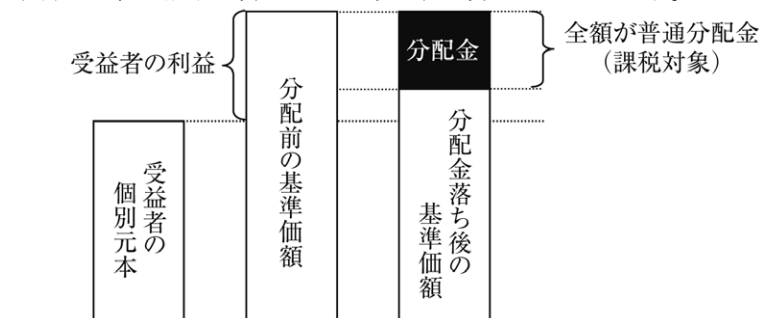 受益者の利益
分配金
全額が普通分配金
(課税対象)
受益者の
個別元本
分配前の基準価額
分配金落ち後の
基準価額